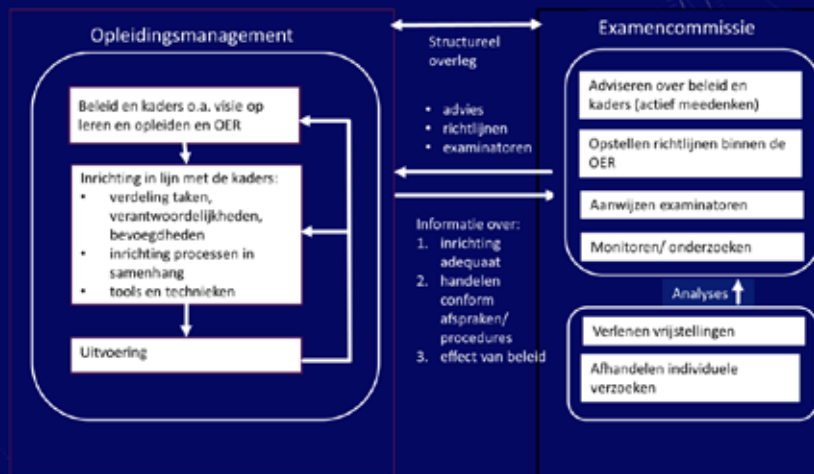 Opleidingsmanagement
Beleid en kaders o.a. visie op
leren en opleiden en OER
Inrichting in lijn met de kaders:
• verdeling taken,
verantwoordelijkheden,
bevoegdheden
• inrichting processen in
samenhang
• tools en technieken
Uitvoering
Structureel
overleg
• advies
• richtlijnen
• examinatoren
Informatie over:
1. inrichting
adequaat
2. handelen
conform
afspraken/
procedures
3. effect van beleid
Examencommissie
Adviseren over beleid en
kaders (actief meedenken)
Opstellen richtlijnen binnen de
OER
Aanwijzen examinatoren
Monitoren/ onderzoeken
Analyses
Verlenen vrijstellingen
Afhandelen individuele
verzoeken